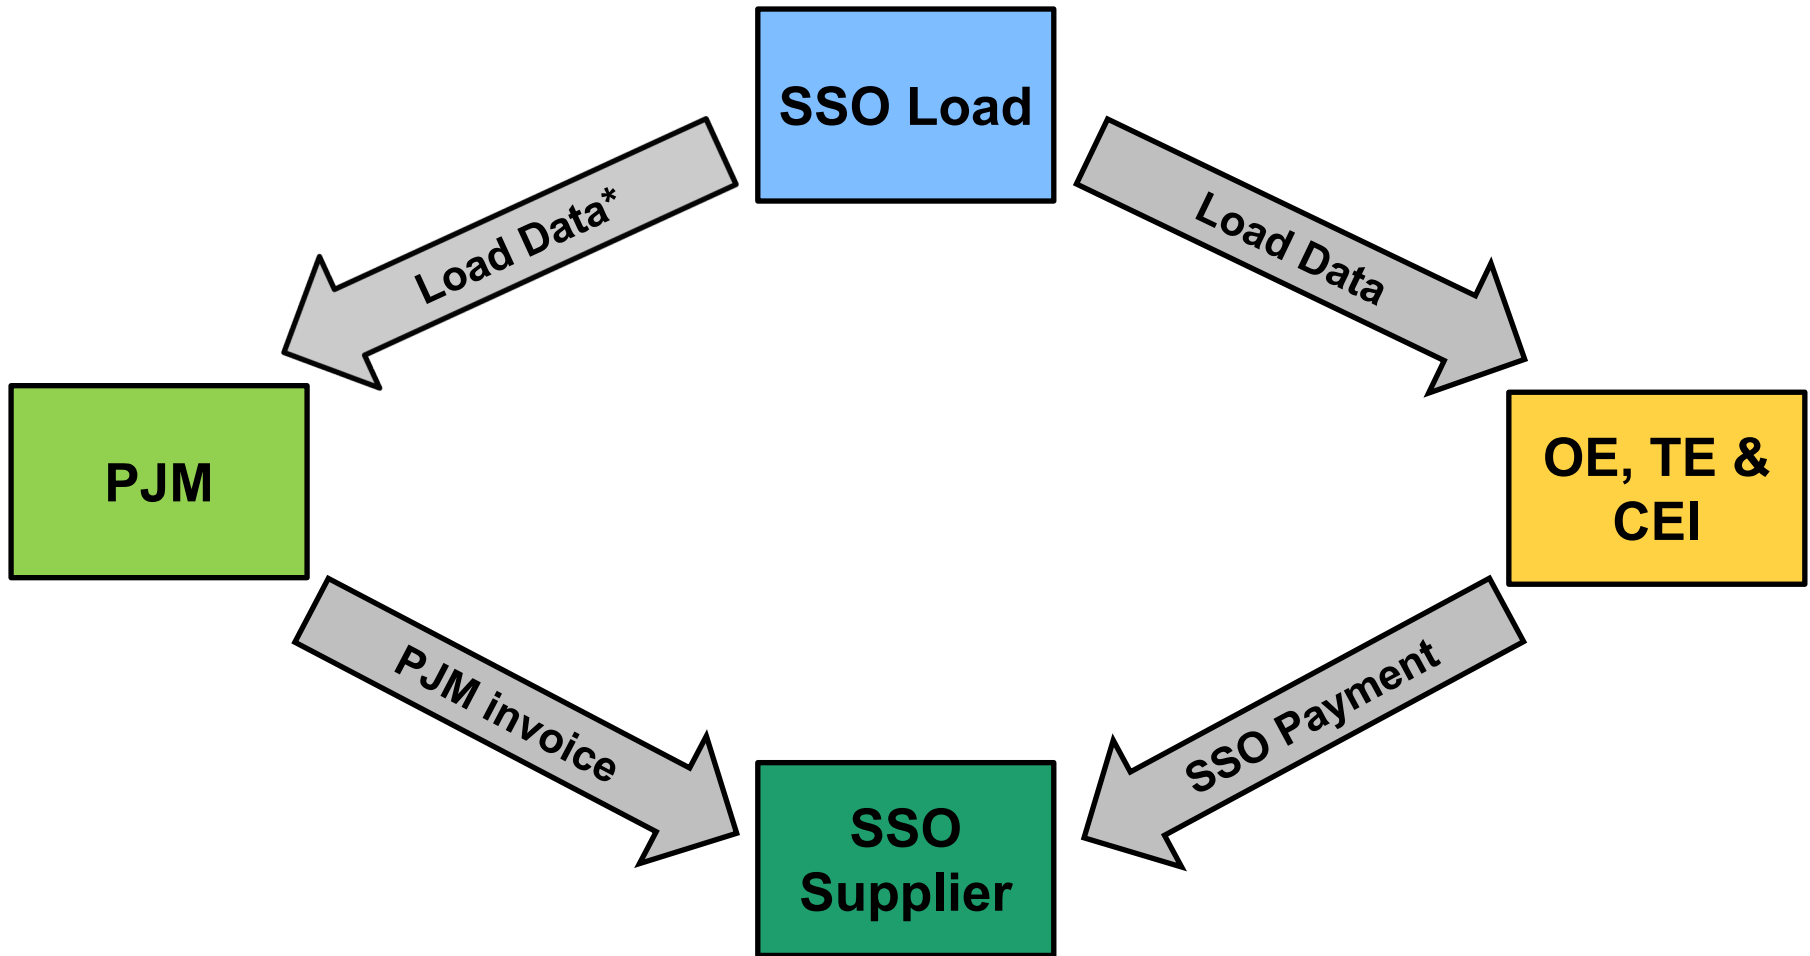 SSO Load
Load Data*
Load Data
PJM
OE, TE &
CEI
PJM invoice
SSO Payment
SSO
Supplier